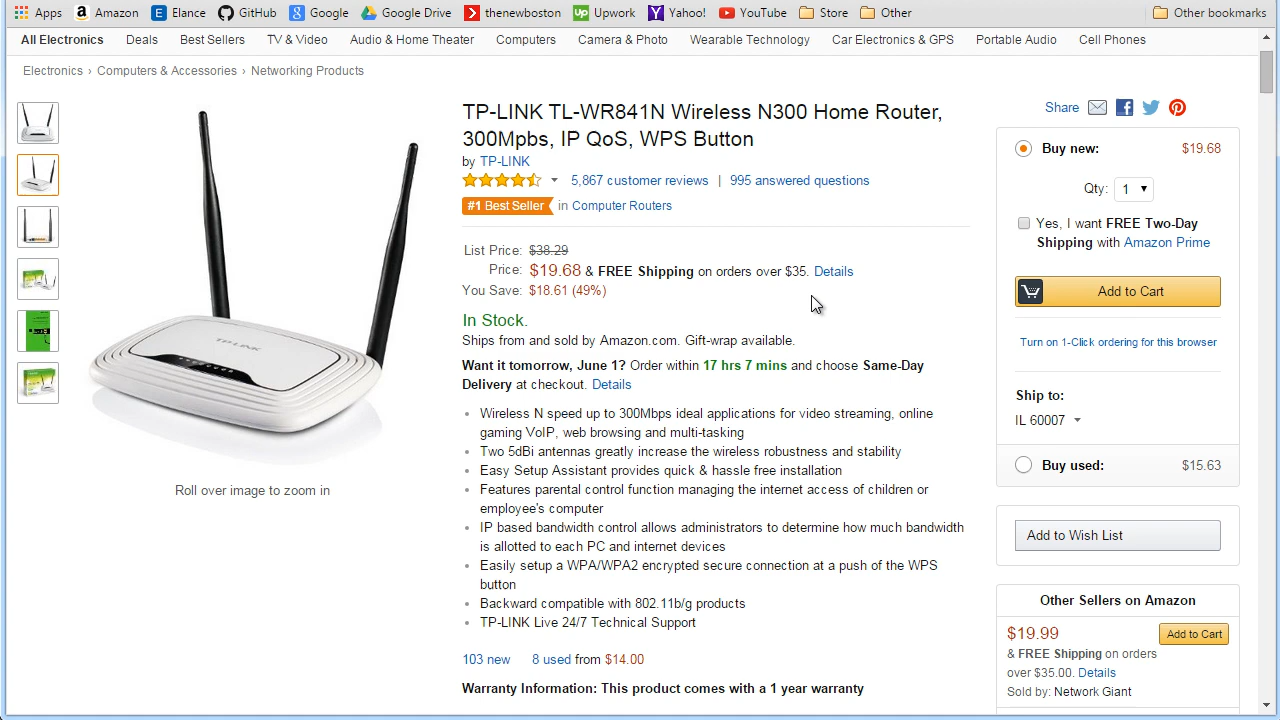 Apps Amazon Elance GitHub Google Google Drive thenewboston Upwork Yahoo! YouTube Store Other Other bookmarks
All Electronics Deals Best Sellers TV & Video Audio & Home Theater Computers Camera & Photo Wearable Technology Car Electronics & GPS Portable Audio Cell Phones
Electronics › Computers & Accessories › Networking Products
TP-LINK
Roll over image to zoom in
TP-LINK TL-WR841N Wireless N300 Home Router,
300Mbps, IP QoS, WPS Button
by TP-LINK
5,867 customer reviews | 995 answered questions
#1 Best Seller in Computer Routers
List Price: $38.29
Price: $19.68 & FREE Shipping on orders over $35. Details
You Save: $18.61 (49%)
In Stock.
Ships from and sold by Amazon.com. Gift-wrap available.
Want it tomorrow, June 1? Order within 17 hrs 7 mins and choose Same-Day
Delivery at checkout. Details
Wireless N speed up to 300Mbps ideal applications for video streaming, online
gaming VoIP, web browsing and multi-tasking
Two 5dBi antennas greatly increase the wireless robustness and stability
Easy Setup Assistant provides quick & hassle free installation
Features parental control function managing the internet access of children or
employee's computer
IP based bandwidth control allows administrators to determine how much bandwidth
is allotted to each PC and internet devices
Easily setup a WPA/WPA2 encrypted secure connection at a push of the WPS
button
Backward compatible with 802.11b/g products
TP-LINK Live 24/7 Technical Support
103 new 8 used from $14.00
Warranty Information: This product comes with a 1 year warranty
Share
Buy new: $19.68
Qty: 1
Yes, I want FREE Two-Day
Shipping with Amazon Prime
Add to Cart
Turn on 1-Click ordering for this browser
Ship to:
IL 60007
Buy used: $15.63
Add to Wish List
Other Sellers on Amazon
$19.99 Add to Cart
& FREE Shipping on orders
over $35.00. Details
Sold by: Network Giant